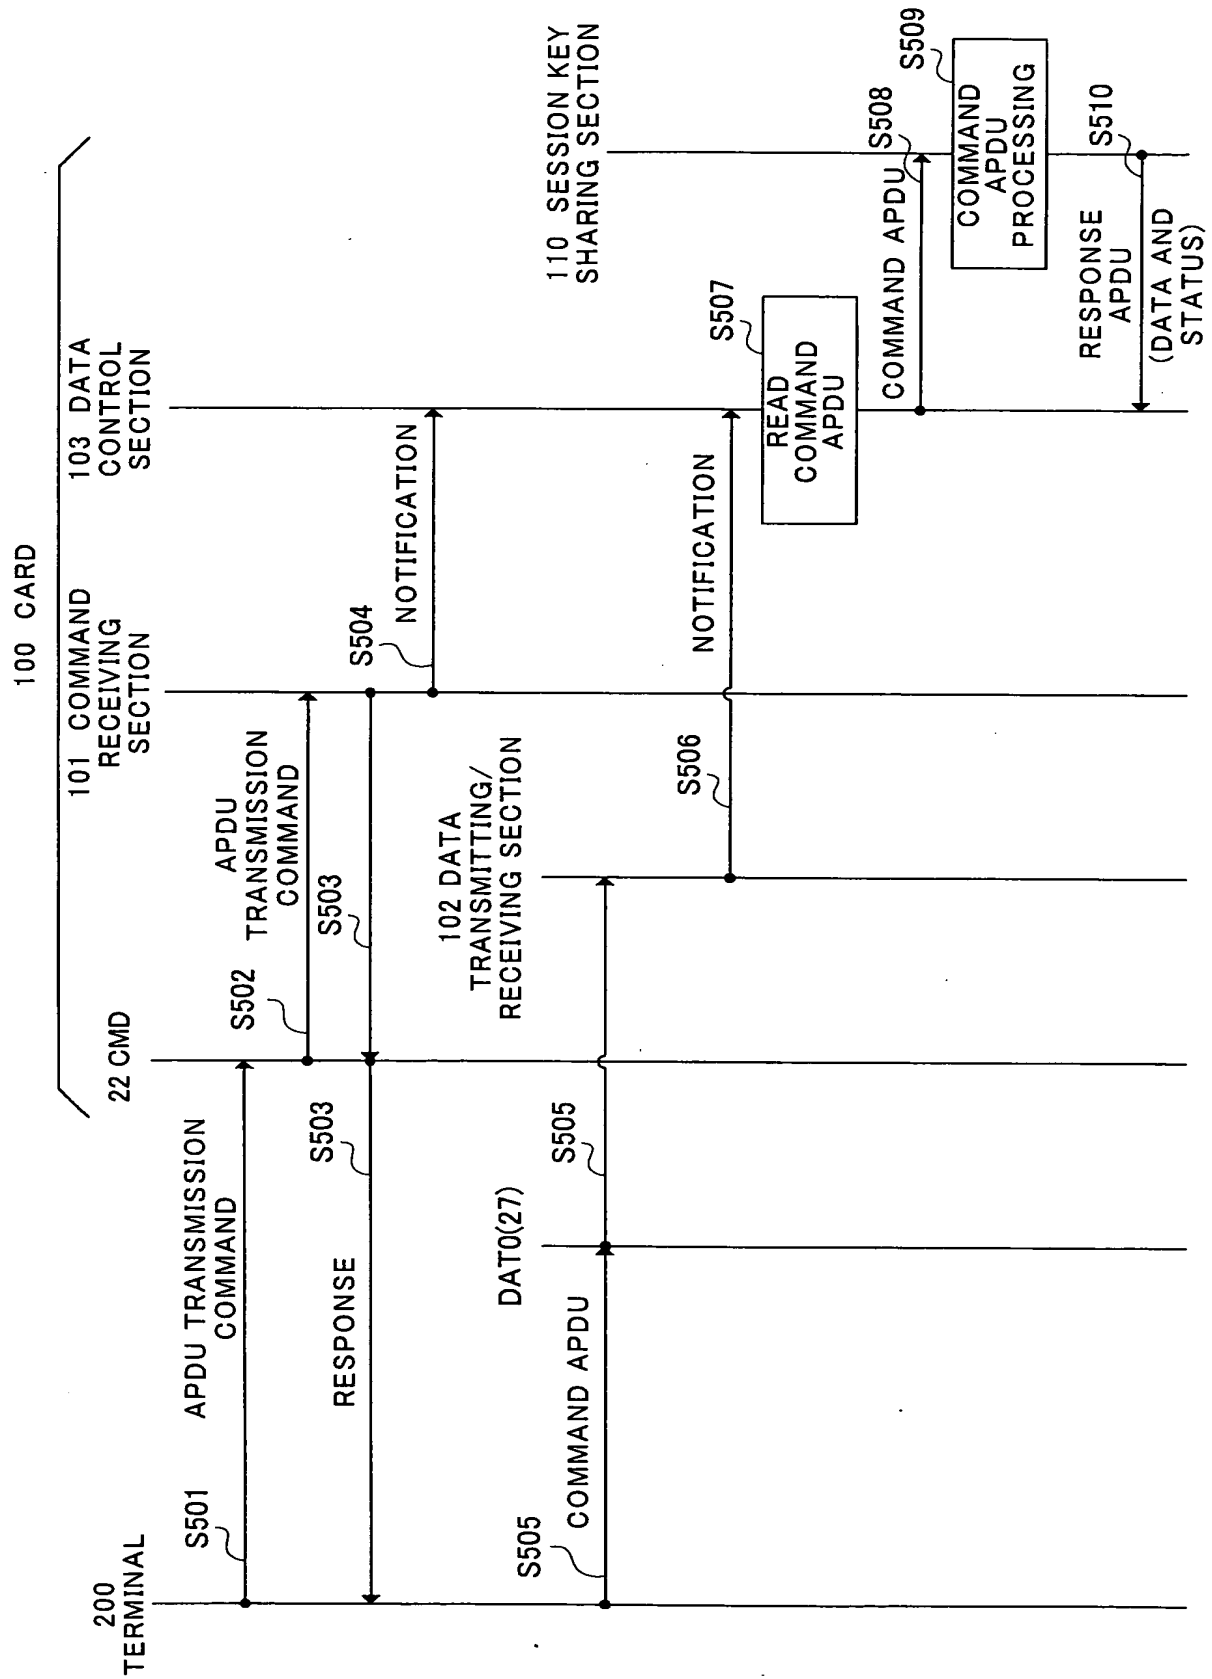 100 CARD
200
TERMINAL
22 CMD
101 COMMAND
RECEIVING
SECTION
103 DATA
CONTROL
SECTION
S501
APDU TRANSMISSION
COMMAND
S502
APDU
TRANSMISSION
COMMAND
RESPONSE
S503
S503
S504
NOTIFICATION
DAT0(27)
102 DATA
TRANSMITTING/
RECEIVING SECTION
110 SESSION KEY
SHARING SECTION
S505
COMMAND APDU
S505
S506
NOTIFICATION
S507
READ
COMMAND
APDU
COMMAND APDU
S508
S509
COMMAND
APDU
PROCESSING
RESPONSE
APDU
(DATA AND
STATUS)
S510